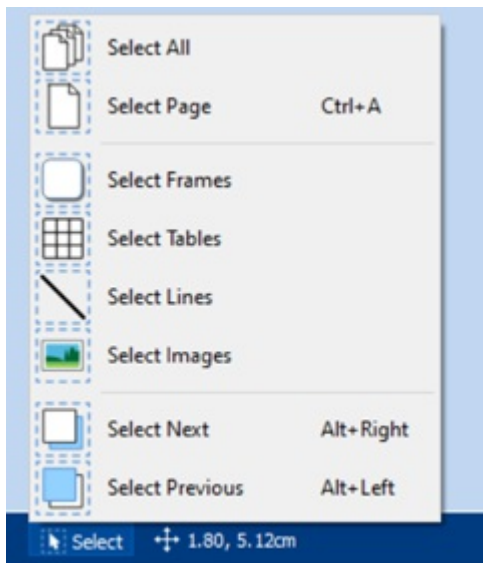 Select All
Select Page Ctrl+A
Select Frames
Select Tables
Select Lines
Select Images
Select Next Alt+Right
Select Previous Alt+Left
Select 1.80, 5.12cm